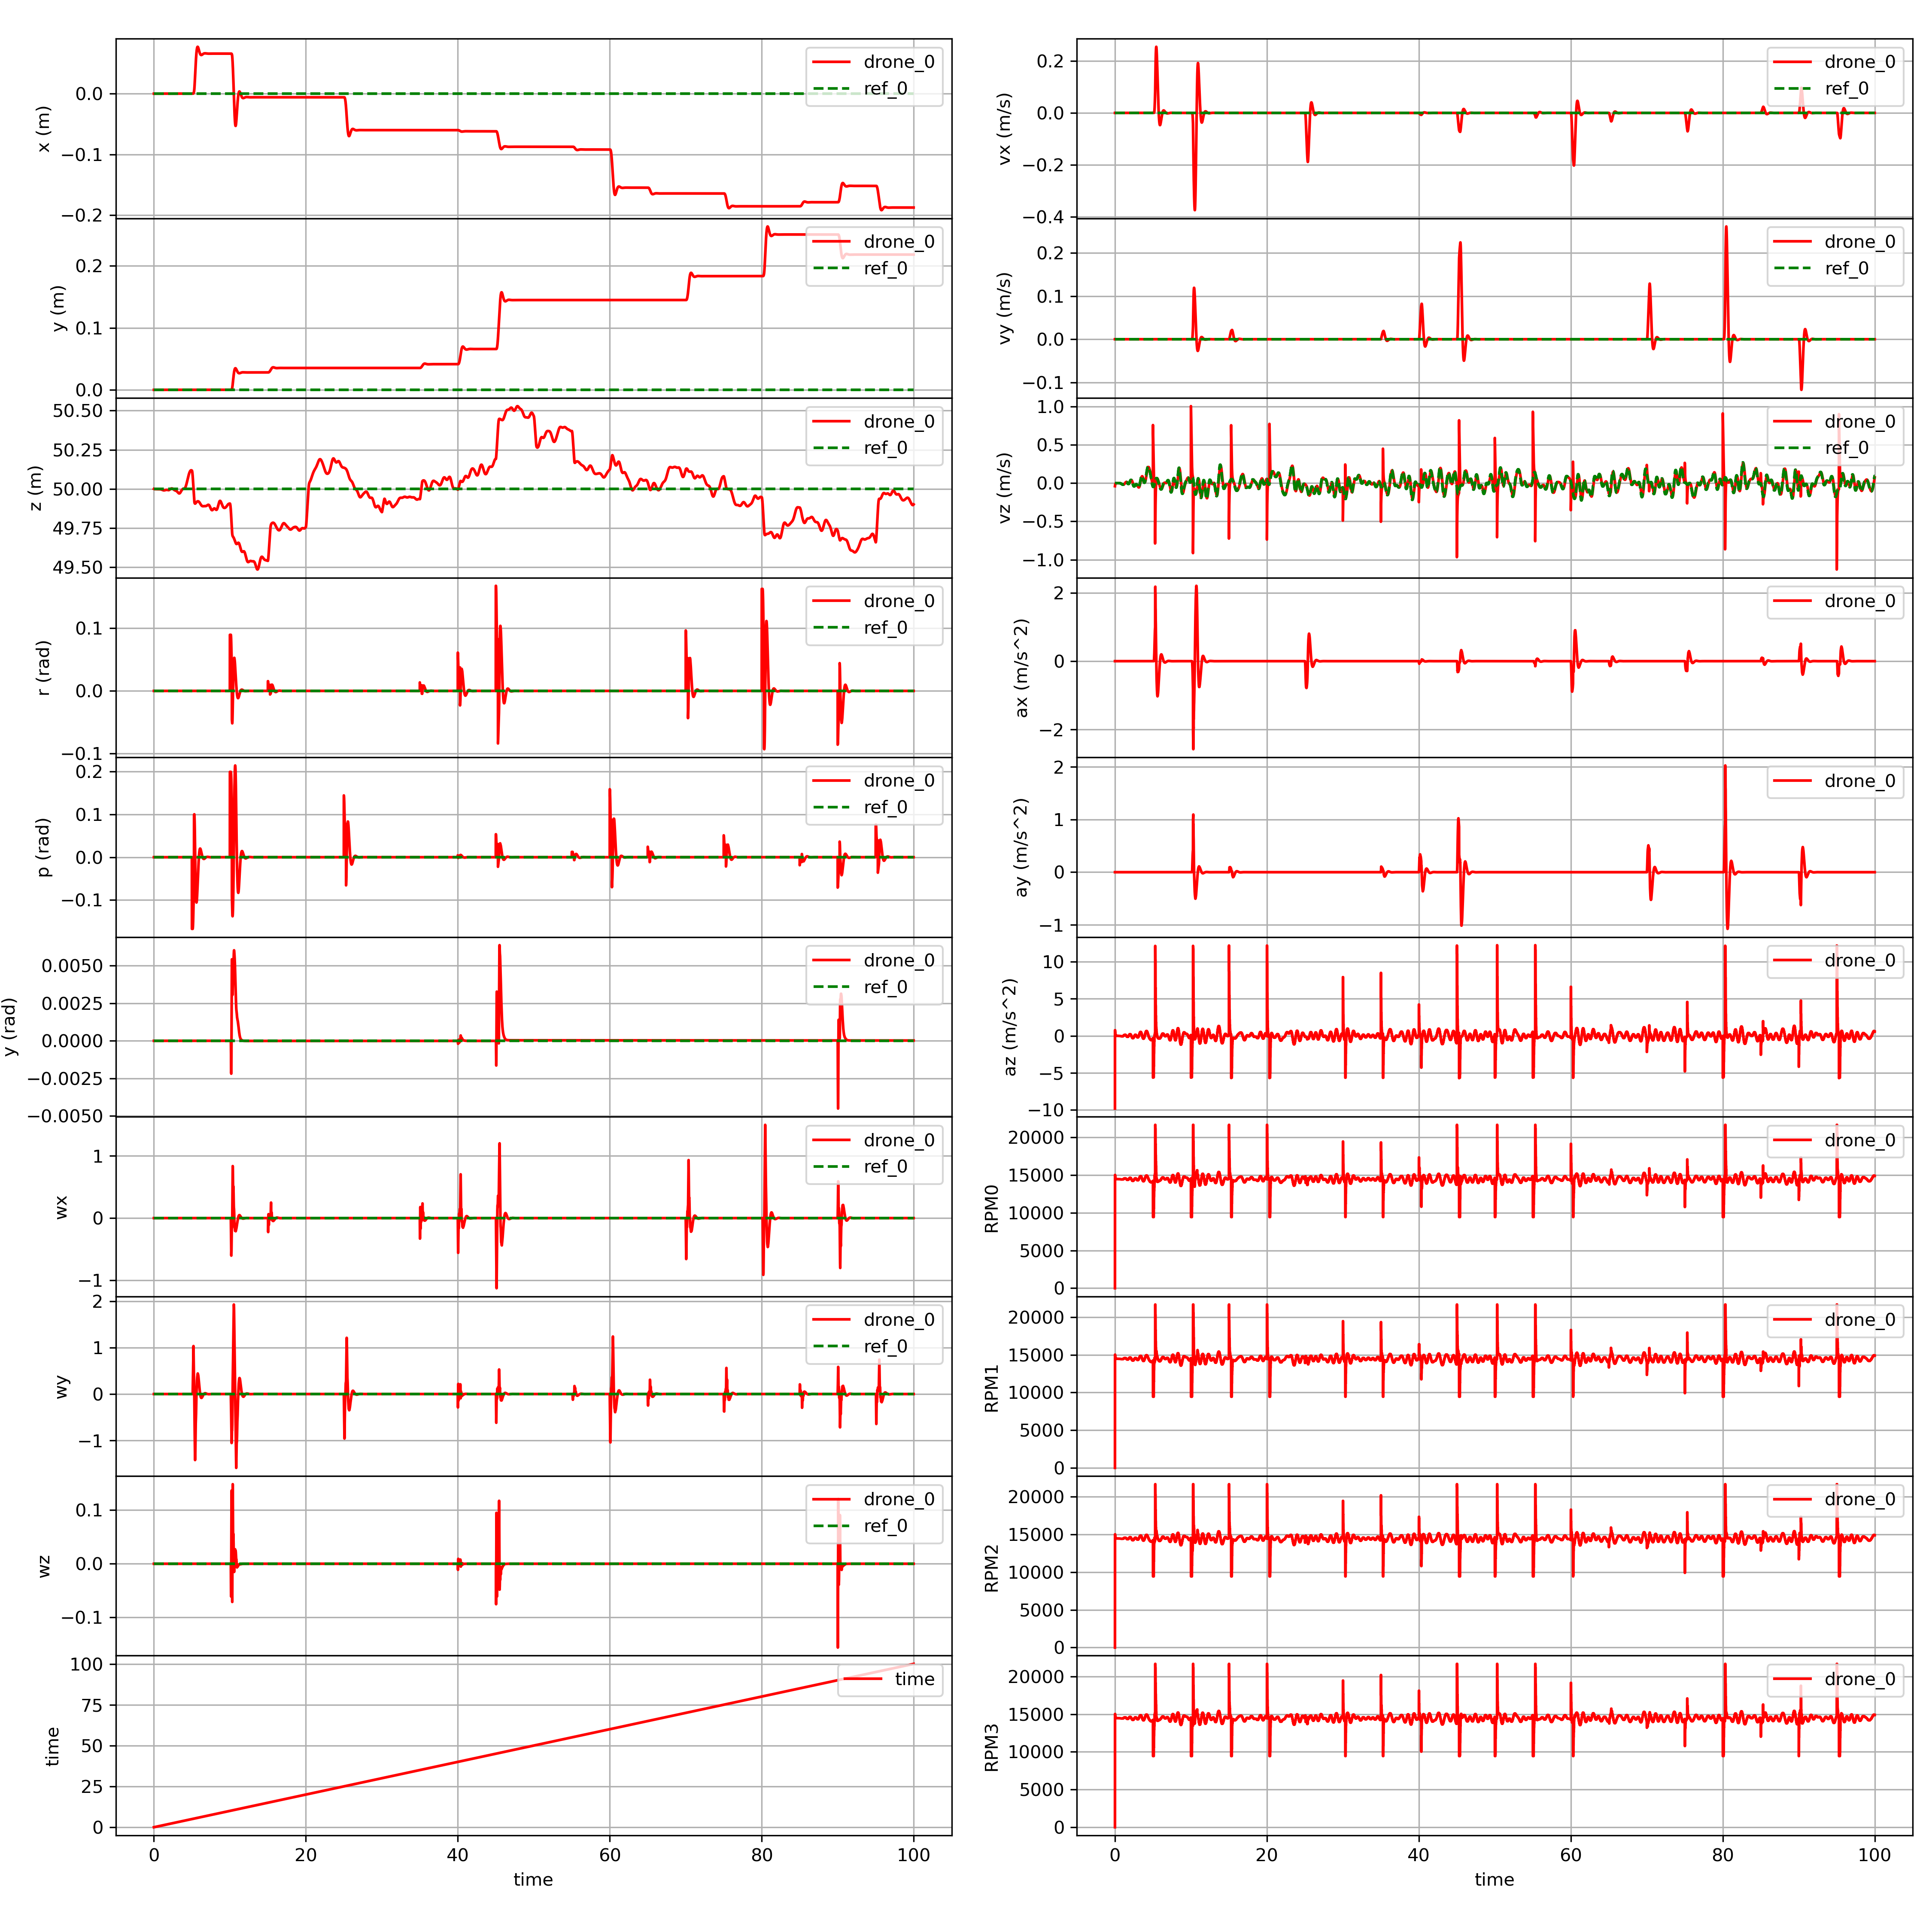 x (m)
0.0
−0.1
−0.2
drone_0
ref_0
y (m)
0.2
0.1
0.0
drone_0
ref_0
z (m)
50.50
50.25
50.00
49.75
49.50
drone_0
ref_0
r (rad)
0.1
0.0
−0.1
drone_0
ref_0
p (rad)
0.2
0.1
0.0
−0.1
drone_0
ref_0
y (rad)
0.0050
0.0025
0.0000
−0.0025
−0.0050
drone_0
ref_0
wx
1
0
−1
drone_0
ref_0
wy
2
1
0
−1
drone_0
ref_0
wz
0.1
0.0
−0.1
drone_0
ref_0
time
100
75
50
25
0
time
0 20 40 60 80 100
time
vx (m/s)
0.2
0.0
−0.2
−0.4
drone_0
ref_0
vy (m/s)
0.2
0.1
0.0
−0.1
drone_0
ref_0
vz (m/s)
1.0
0.5
0.0
−0.5
−1.0
drone_0
ref_0
ax (m/s^2)
2
0
−2
drone_0
ay (m/s^2)
2
1
0
−1
drone_0
az (m/s^2)
10
5
0
−5
−10
drone_0
RPM0
20000
15000
10000
5000
0
drone_0
RPM1
20000
15000
10000
5000
0
drone_0
RPM2
20000
15000
10000
5000
0
drone_0
RPM3
20000
15000
10000
5000
0
drone_0
0 20 40 60 80 100
time